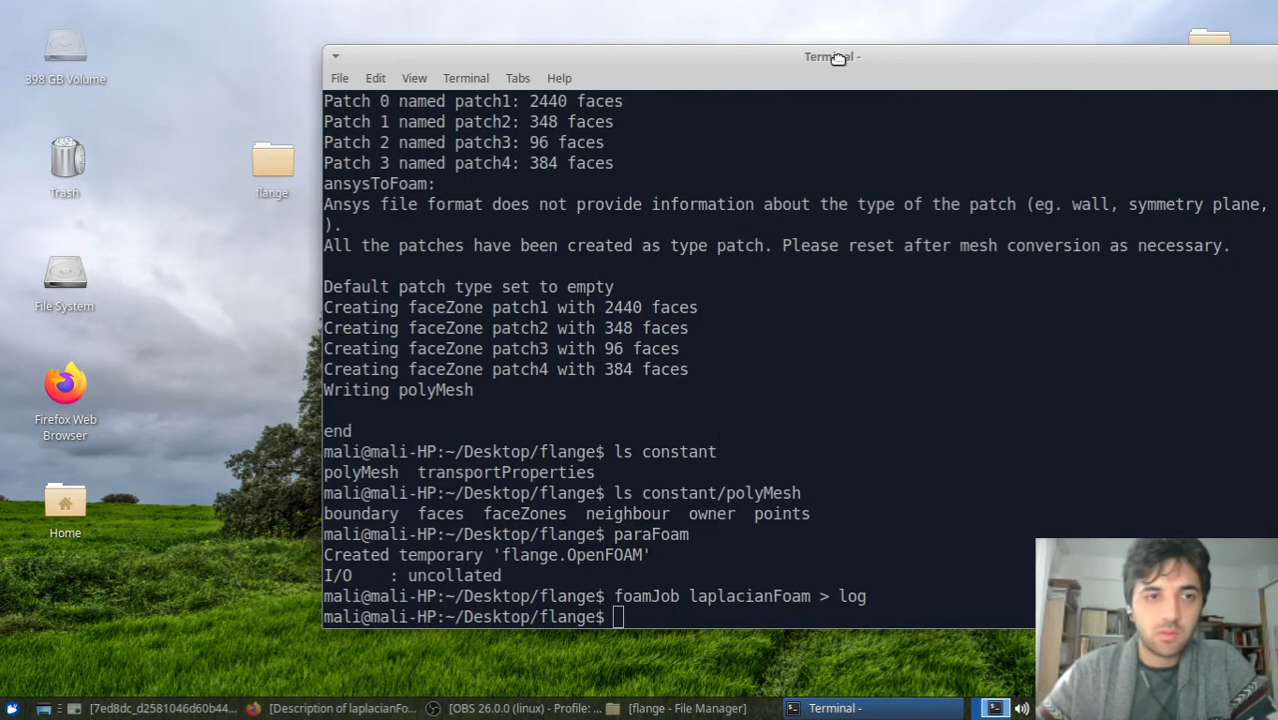 398 GB Volume
Trash
flange
File System
Firefox Web
Browser
Home
Terminal -
File Edit View Terminal Tabs Help
Patch 0 named patch1: 2440 faces
Patch 1 named patch2: 348 faces
Patch 2 named patch3: 96 faces
Patch 3 named patch4: 384 faces
ansysToFoam:
Ansys file format does not provide information about the type of the patch (eg. wall, symmetry plane,
).
All the patches have been created as type patch. Please reset after mesh conversion as necessary.
Default patch type set to empty
Creating faceZone patch1 with 2440 faces
Creating faceZone patch2 with 348 faces
Creating faceZone patch3 with 96 faces
Creating faceZone patch4 with 384 faces
Writing polyMesh
end
mali@mali-HP:~/Desktop/flange$ ls constant
polyMesh transportProperties
mali@mali-HP:~/Desktop/flange$ ls constant/polyMesh
boundary faces faceZones neighbour owner points
mali@mali-HP:~/Desktop/flange$ paraFoam
Created temporary 'flange.OpenFOAM'
I/O : uncollated
mali@mali-HP:~/Desktop/flange$ foamJob laplacianFoam > log
mali@mali-HP:~/Desktop/flange$
[7ed8dc_d2581046d60b44... [Description of laplacianFo... [OBS 26.0.0 (linux) - Profile: ... [flange - File Manager] Terminal -